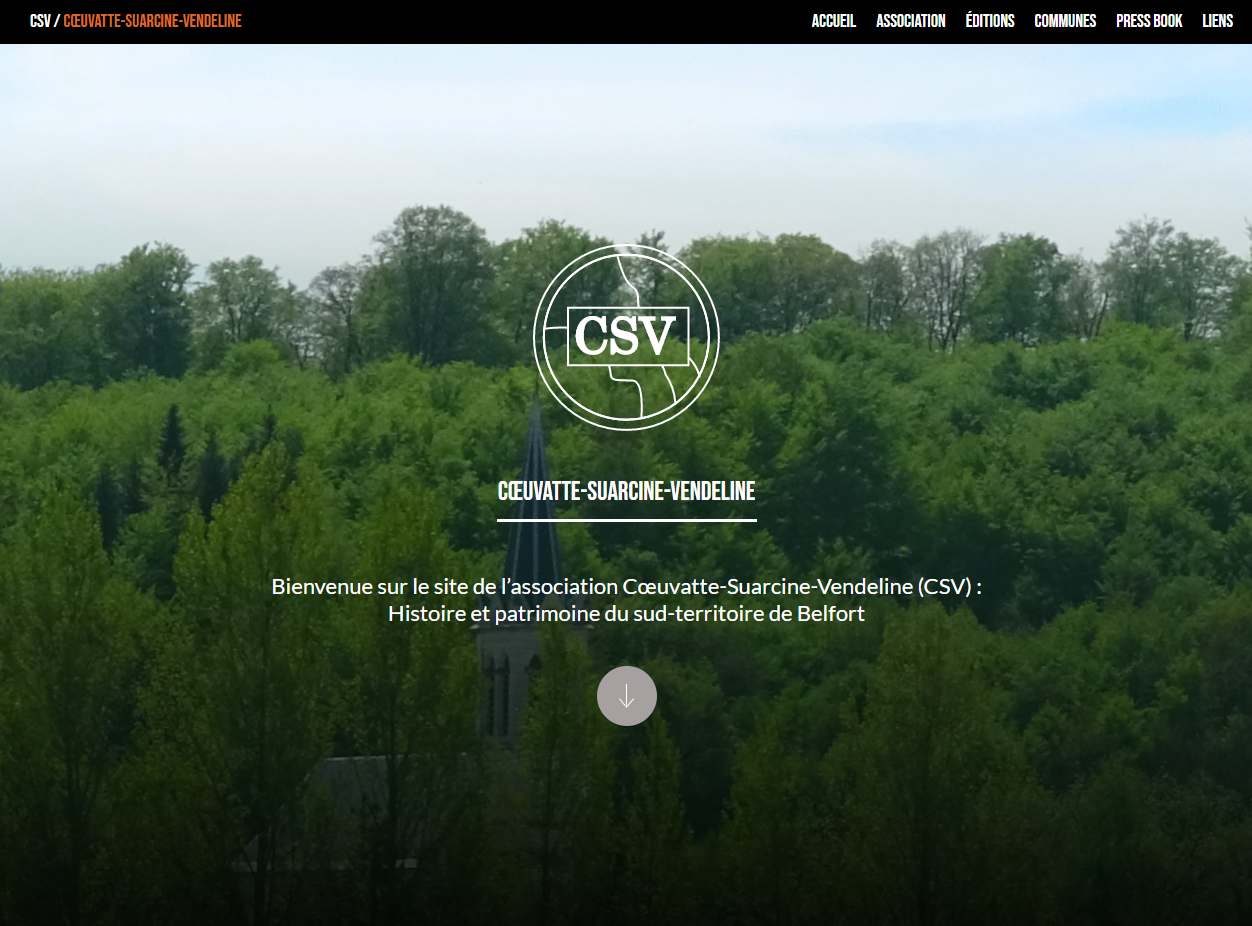 CSV / CŒUVATTE-SUARCINE-VENDELINE
ACCUEIL ASSOCIATION ÉDITIONS COMMUNES PRESS BOOK LIENS
CSV
CŒUVATTE-SUARCINE-VENDELINE
Bienvenue sur le site de l’association Cœuvatte-Suarcine-Vendeline (CSV) :
Histoire et patrimoine du sud-territoire de Belfort